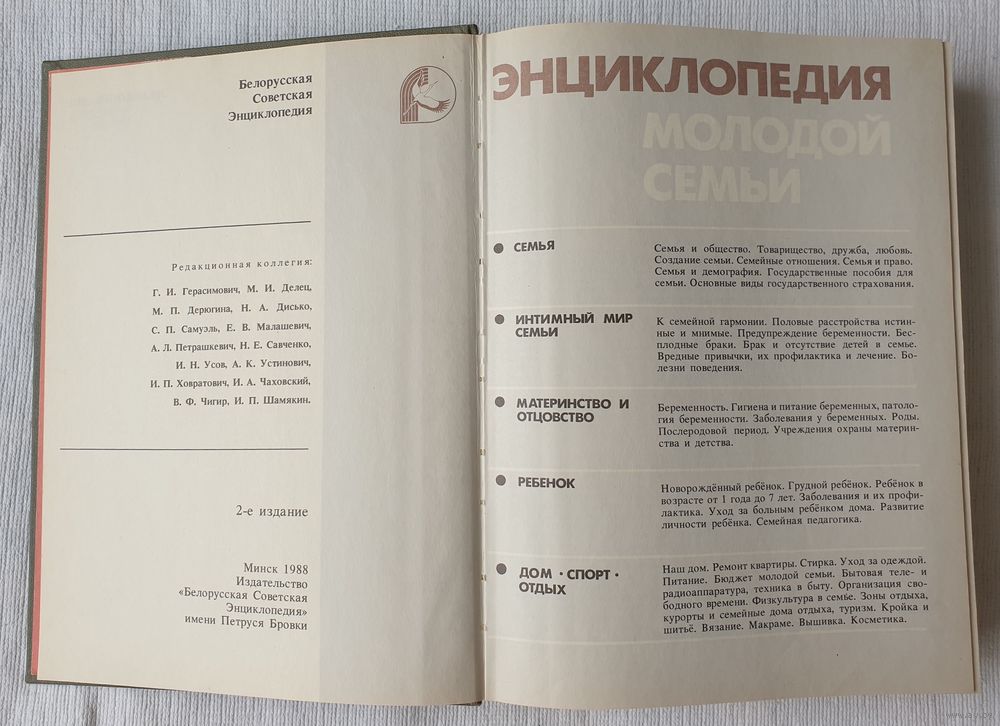 Белорусская
Советская
Энциклопедия
Редакционная коллегия:
Г. И. Герасимович, М. И. Делец,
М. П. Дерюгина, Н. А. Дисько,
С. П. Самуэль, Е. В. Малашевич,
А. Л. Петрашкевич, Н. Е. Савченко,
И. Н. Усов, А. К. Устинович,
И. П. Ховратович, И. А. Чаховский,
В. Ф. Чигир, И. П. Шамякин.
2-е издание
Минск 1988
Издательство
«Белорусская Советская
Энциклопедия»
имени Петруся Бровки
ЭНЦИКЛОПЕДИЯ
МОЛОДОЙ
СЕМЬИ
СЕМЬЯ
Семья и общество. Товарищество, дружба, любовь.
Создание семьи. Семейные отношения. Семья и право.
Семья и демография. Государственные пособия для
семьи. Основные виды государственного страхования.
ИНТИМНЫЙ МИР
СЕМЬИ
К семейной гармонии. Половые расстройства истин-
ные и мнимые. Предупреждение беременности. Бес-
плодные браки. Брак и отсутствие детей в семье.
Вредные привычки, их профилактика и лечение. Бо-
лезни поведения.
МАТЕРИНСТВО И
ОТЦОВСТВО
Беременность. Гигиена и питание беременных, патоло-
гия беременности. Заболевания у беременных. Роды.
Послеродовой период. Учреждения охраны материн-
ства и детства.
РЕБЕНОК
Новорождённый ребёнок. Грудной ребёнок. Ребёнок в
возрасте от 1 года до 7 лет. Заболевания и их профи-
лактика. Уход за больным ребёнком дома. Развитие
личности ребёнка. Семейная педагогика.
ДОМ · СПОРТ ·
ОТДЫХ
Наш дом. Ремонт квартиры. Стирка. Уход за одеждой.
Питание. Бюджет молодой семьи. Бытовая теле- и
радиоаппаратура, техника в быту. Организация сво-
бодного времени. Физкультура в семье. Зоны отдыха,
курорты и семейные дома отдыха, туризм. Кройка и
шитьё. Вязание. Макраме. Вышивка. Косметика.